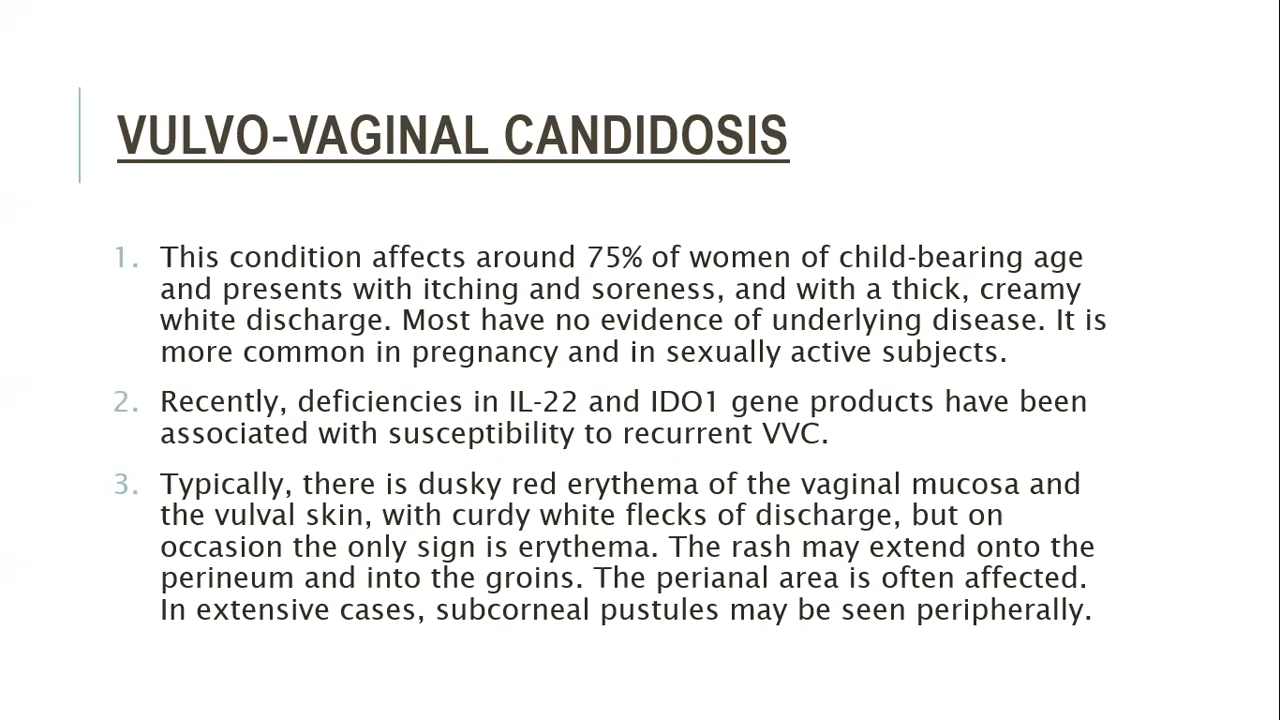 VULVO-VAGINAL CANDIDOSIS
1. This condition affects around 75% of women of child-bearing age
and presents with itching and soreness, and with a thick, creamy
white discharge. Most have no evidence of underlying disease. It is
more common in pregnancy and in sexually active subjects.
2. Recently, deficiencies in IL-22 and IDO1 gene products have been
associated with susceptibility to recurrent VVC.
3. Typically, there is dusky red erythema of the vaginal mucosa and
the vulval skin, with curdy white flecks of discharge, but on
occasion the only sign is erythema. The rash may extend onto the
perineum and into the groins. The perianal area is often affected.
In extensive cases, subcorneal pustules may be seen peripherally.